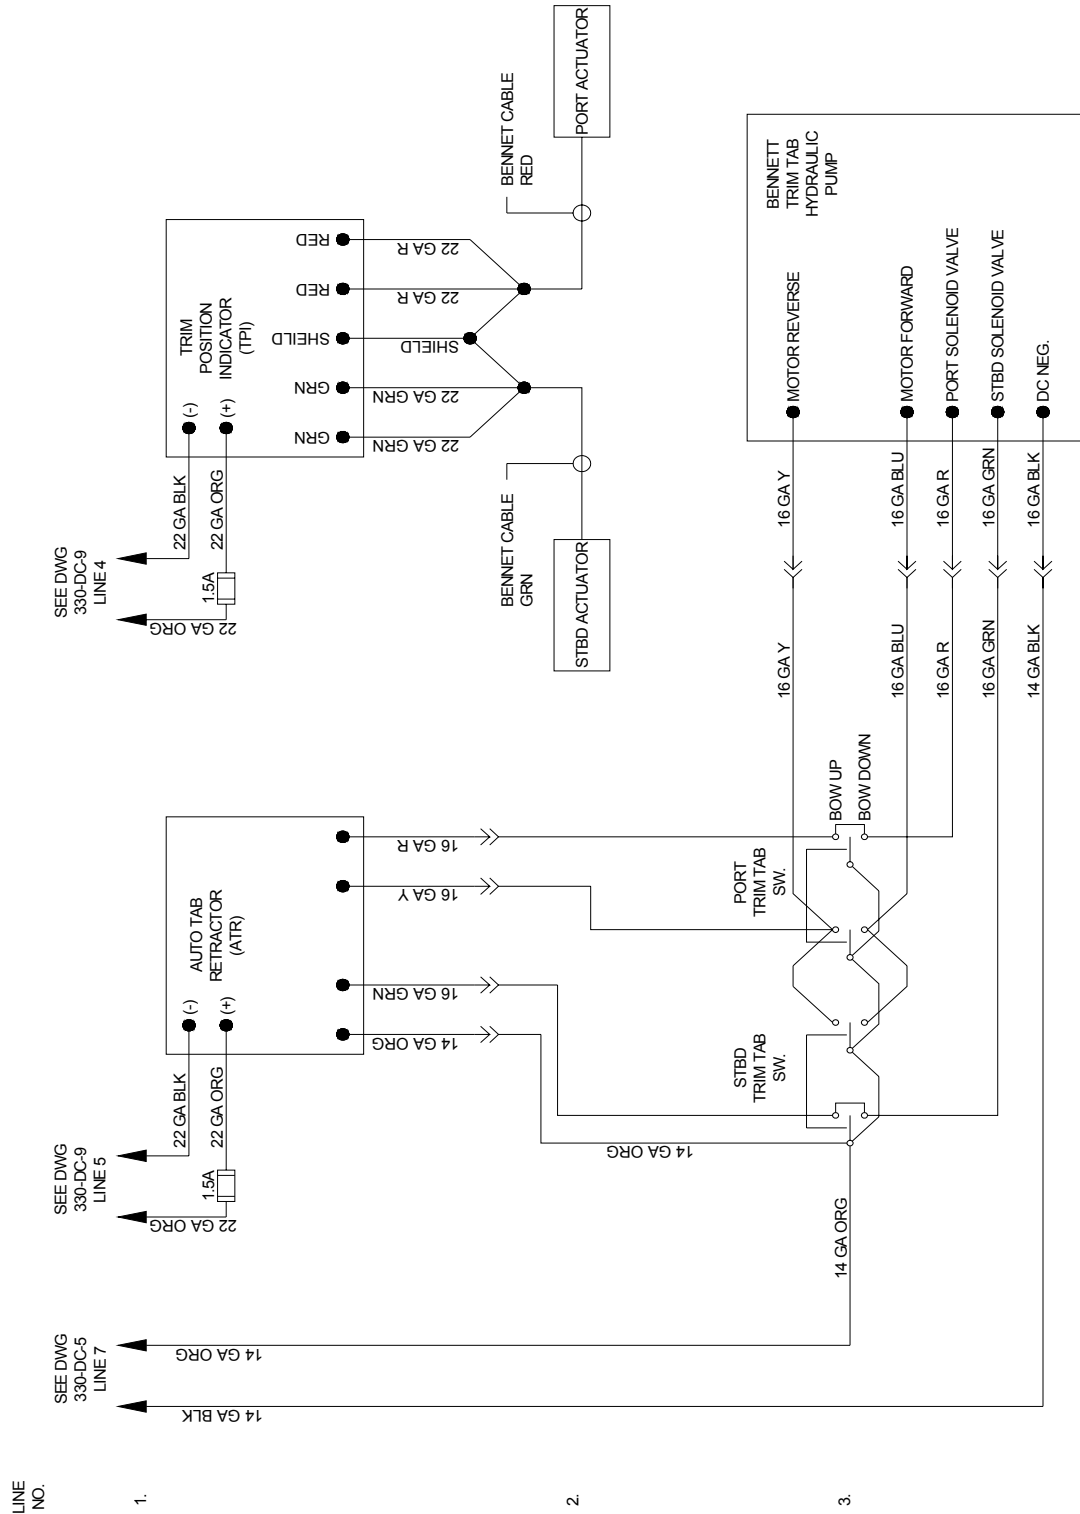 LINE
NO.
1.
2.
3.
SEE DWG
330-DC-5
LINE 7
14 GA BLK
14 GA ORG
14 GA ORG
SEE DWG
330-DC-9
LINE 5
22 GA ORG
1.5A
22 GA BLK
22 GA ORG
AUTO TAB
RETRACTOR
(ATR)
(-)
(+)
14 GA ORG
16 GA GRN
16 GA Y
16 GA R
14 GA ORG
STBD
TRIM TAB
SW.
PORT
TRIM TAB
SW.
BOW UP
BOW DOWN
SEE DWG
330-DC-9
LINE 4
22 GA ORG
1.5A
22 GA BLK
22 GA ORG
TRIM
POSITION
INDICATOR
(TPI)
(-)
(+)
GRN
GRN
SHEILD
RED
RED
22 GA GRN
22 GA GRN
SHIELD
22 GA R
22 GA R
BENNET CABLE
GRN
BENNET CABLE
RED
STBD ACTUATOR
PORT ACTUATOR
16 GA Y
16 GA BLU
16 GA R
16 GA GRN
14 GA BLK
16 GA Y
16 GA BLU
16 GA R
16 GA GRN
16 GA BLK
MOTOR REVERSE
MOTOR FORWARD
PORT SOLENOID VALVE
STBD SOLENOID VALVE
DC NEG.
BENNETT
TRIM TAB
HYDRAULIC
PUMP